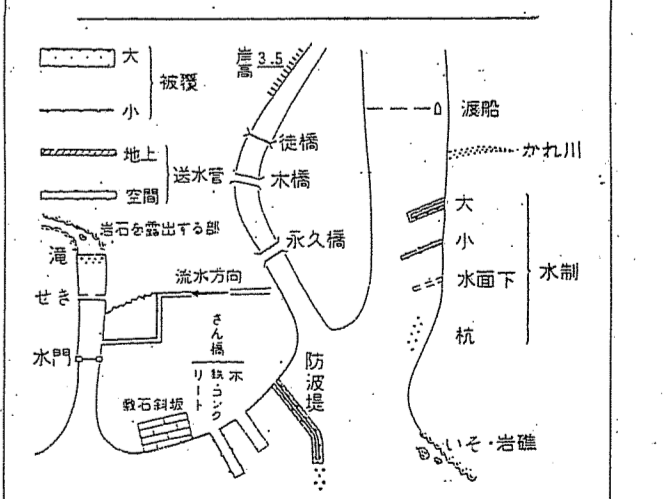 大
被覆
小
地上
送水管
空間
岩石を露出する部
滝
せき
水門
流水方向
岸高 3.5
徒橋
木橋
永久橋
さん橋
鉄・コンクリート
木
敷石斜坂
防波堤
渡船
かれ川
大
小
水面下
水制
杭
いそ・岩礁